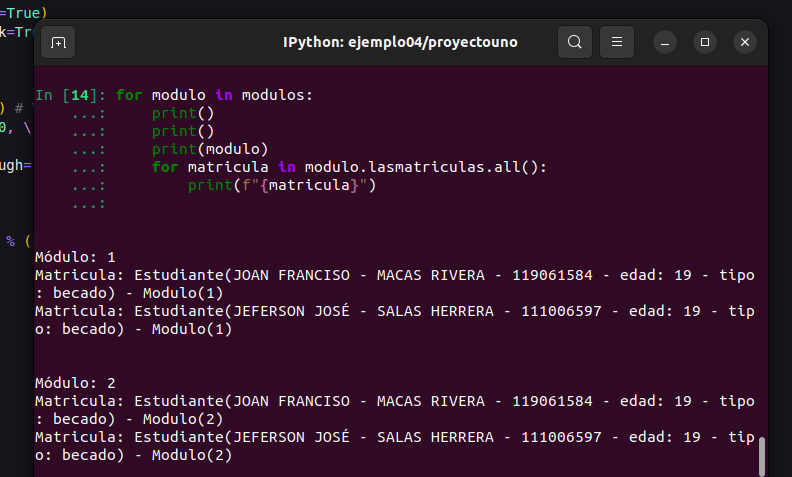 =True)
k=Tr
IPython: ejemplo04/proyectouno
) #
0, \
ugh=
% (
In [14]: for modulo in modulos:
...: print()
...: print()
...: print(modulo)
...: for matricula in modulo.lasmatriculas.all():
...: print(f"{matricula}")
...:
Módulo: 1
Matricula: Estudiante(JOAN FRANCISO - MACAS RIVERA - 119061584 - edad: 19 - tipo
: becado) - Modulo(1)
Matricula: Estudiante(JEFERSON JOSÉ - SALAS HERRERA - 111006597 - edad: 19 - tip
o: becado) - Modulo(1)
Módulo: 2
Matricula: Estudiante(JOAN FRANCISO - MACAS RIVERA - 119061584 - edad: 19 - tipo
: becado) - Modulo(2)
Matricula: Estudiante(JEFERSON JOSÉ - SALAS HERRERA - 111006597 - edad: 19 - tip
o: becado) - Modulo(2)